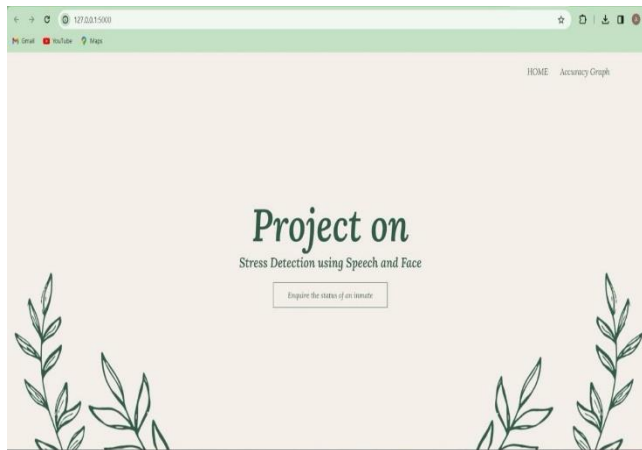 127.0.0.1:5000
Gmail YouTube Maps
HOME Accuracy Graph
Project on
Stress Detection using Speech and Face
Enquire the status of an inmate